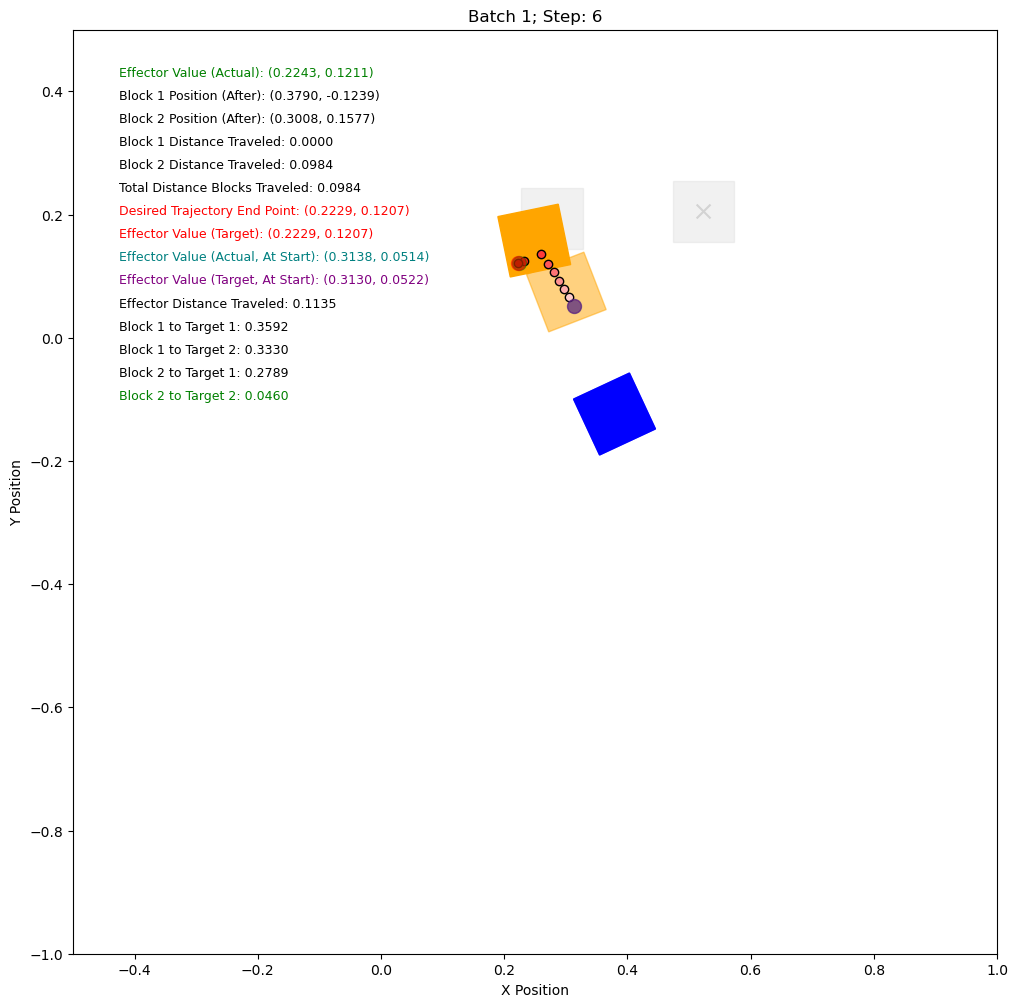 Batch 1; Step: 6
Effector Value (Actual): (0.2243, 0.1211)
Block 1 Position (After): (0.3790, -0.1239)
Block 2 Position (After): (0.3008, 0.1577)
Block 1 Distance Traveled: 0.0000
Block 2 Distance Traveled: 0.0984
Total Distance Blocks Traveled: 0.0984
Desired Trajectory End Point: (0.2229, 0.1207)
Effector Value (Target): (0.2229, 0.1207)
Effector Value (Actual, At Start): (0.3138, 0.0514)
Effector Value (Target, At Start): (0.3130, 0.0522)
Effector Distance Traveled: 0.1135
Block 1 to Target 1: 0.3592
Block 1 to Target 2: 0.3330
Block 2 to Target 1: 0.2789
Block 2 to Target 2: 0.0460
Y Position
0.4
0.2
0.0
−0.2
−0.4
−0.6
−0.8
−1.0
−0.4
−0.2
0.0
0.2
0.4
0.6
0.8
1.0
X Position